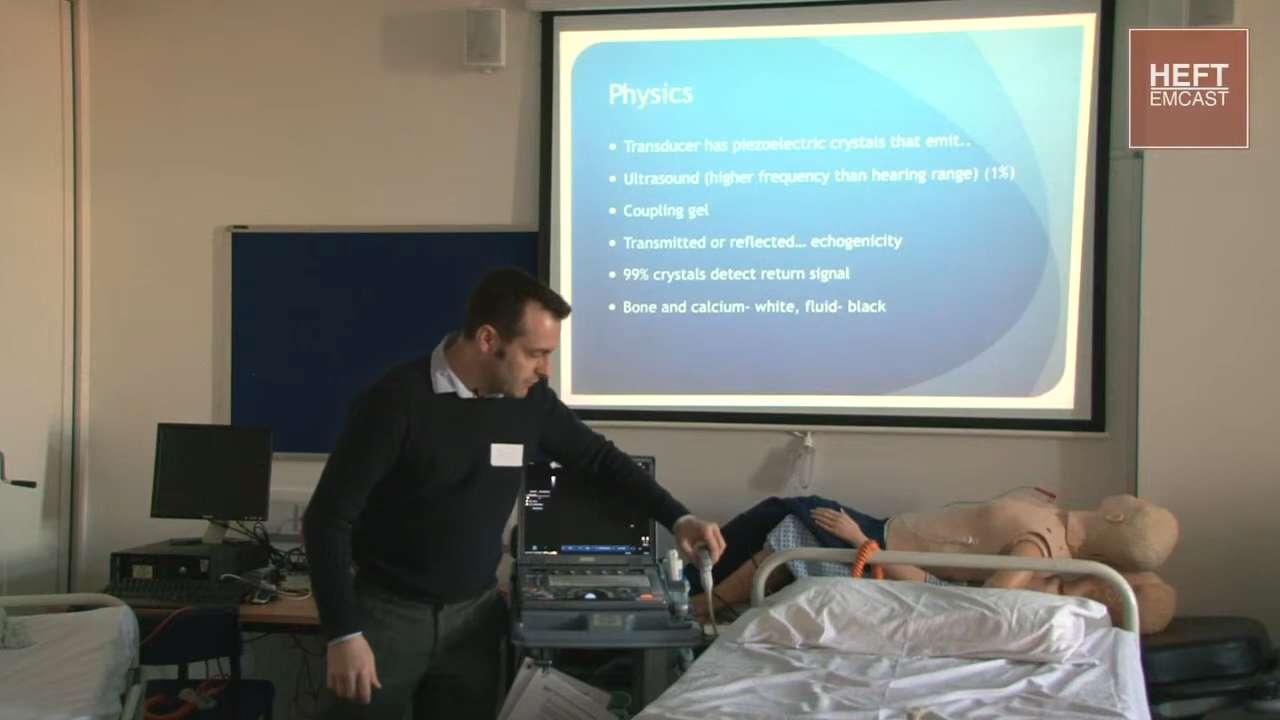 HEFT
EMCAST
Physics
• Transducer has piezoelectric crystals that emit..
• Ultrasound (higher frequency than hearing range) (1%)
• Coupling gel
• Transmitted or reflected… echogenicity
• 99% crystals detect return signal
• Bone and calcium- white, fluid- black